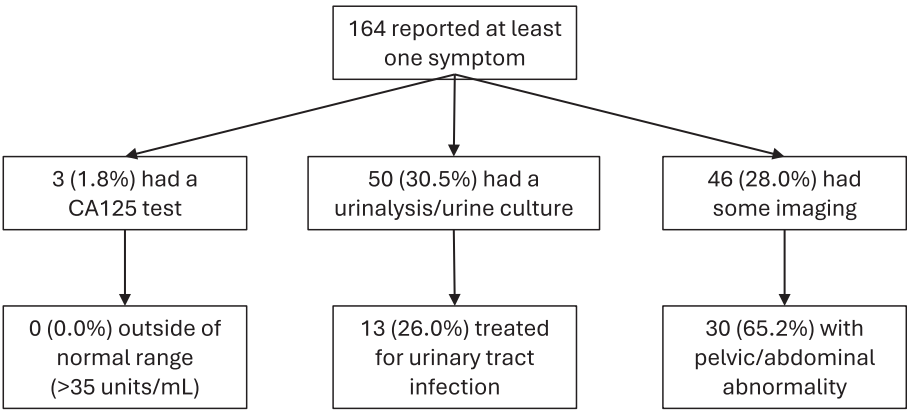 164 reported at least
one symptom
3 (1.8%) had a
CA125 test
50 (30.5%) had a
urinalysis/urine culture
46 (28.0%) had
some imaging
0 (0.0%) outside of
normal range
(>35 units/mL)
13 (26.0%) treated
for urinary tract
infection
30 (65.2%) with
pelvic/abdominal
abnormality